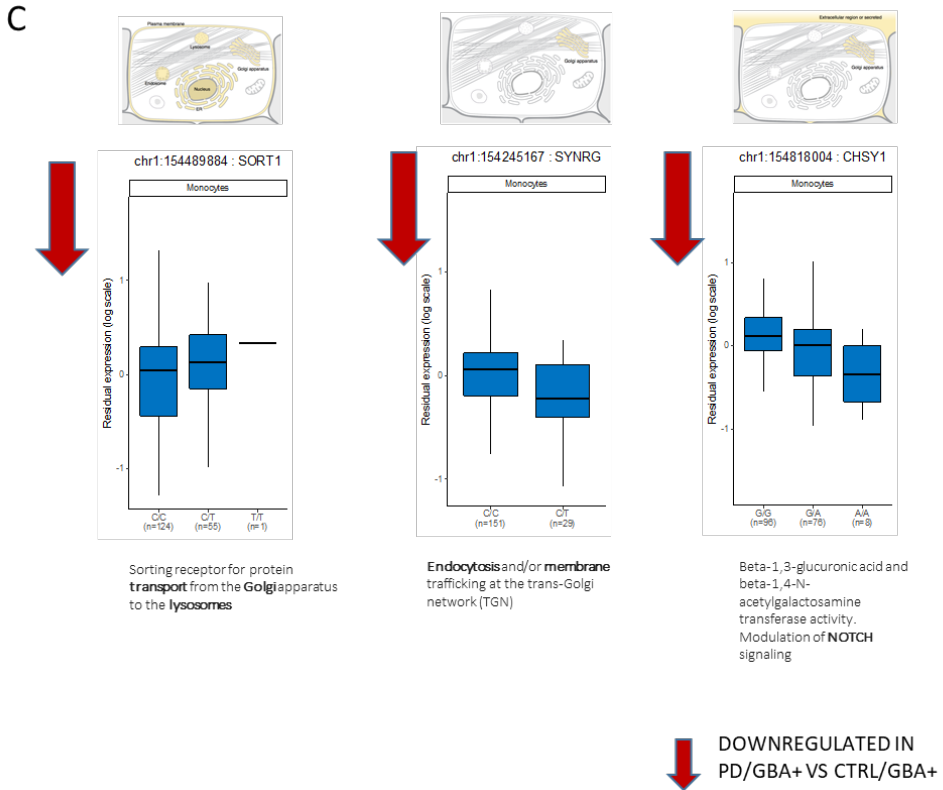 C
Plasma membrane
Lysosome
Golgi apparatus
Endosome
Nucleus
ER
Golgi apparatus
Extracellular region or secreted
Golgi apparatus
chr1:154489884 : SORT1
Monocytes
Residual expression (log scale)
1
0
-1
C/C
(n=124)
C/T
(n=55)
T/T
(n=1)
Sorting receptor for protein
transport from the Golgi apparatus
to the lysosomes
chr1:154245167 : SYNRG
Monocytes
Residual expression (log scale)
1
0
-1
C/C
(n=151)
C/T
(n=29)
Endocytosis and/or membrane
trafficking at the trans-Golgi
network (TGN)
chr1:154818004 : CHSY1
Monocytes
Residual expression (log scale)
1
0
-1
G/G
(n=96)
G/A
(n=76)
A/A
(n=8)
Beta-1,3-glucuronic acid and
beta-1,4-N-
acetylgalactosamine
transferase activity.
Modulation of NOTCH
signaling
DOWNREGULATED IN
PD/GBA+ VS CTRL/GBA+